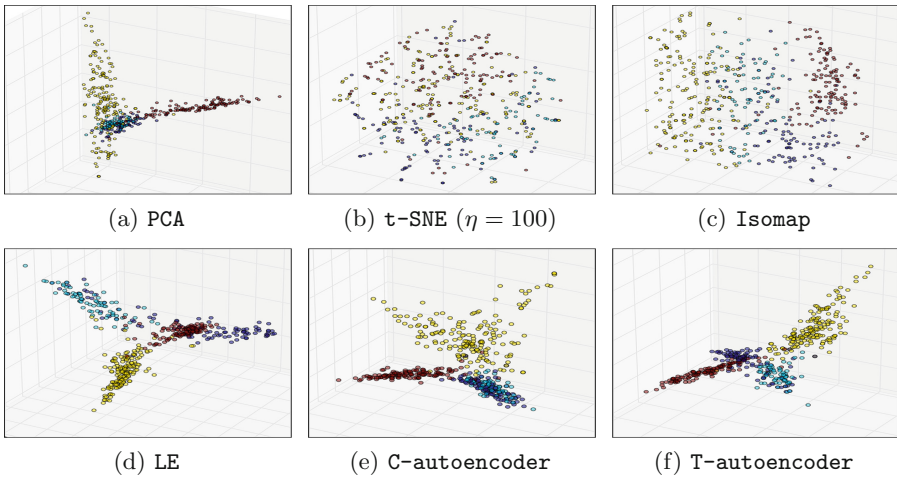 (a) PCA
(b) t-SNE (η = 100)
(c) Isomap
(d) LE
(e) C-autoencoder
(f) T-autoencoder